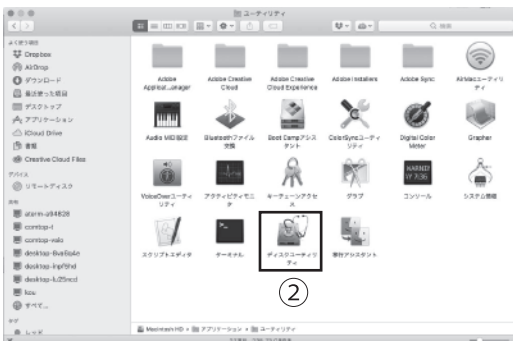 ユーティリティ
検索
よく使う項目
Dropbox
AirDrop
ダウンロード
最近使った項目
デスクトップ
アプリケーション
iCloud Drive
書類
Creative Cloud Files
デバイス
リモートディスク
共有
comtop-t
すべて...
タグ
レッド
Adobe Applicat...anager
Adobe Creative Cloud
Adobe Creative Cloud Experience
Adobe Installers
Adobe Sync
AirMacユーティリティ
Audio MIDI設定
Bluetoothファイル交換
Boot Campアシスタント
ColorSyncユーティリティ
Digital Color Meter
Grapher
VoiceOverユーティリティ
アクティビティモニタ
キーチェーンアクセス
グラブ
コンソール
システム情報
スクリプトエディタ
ターミナル
ディスクユーティリティ
移行アシスタント
②
Macintosh HD › アプリケーション › ユーティリティ